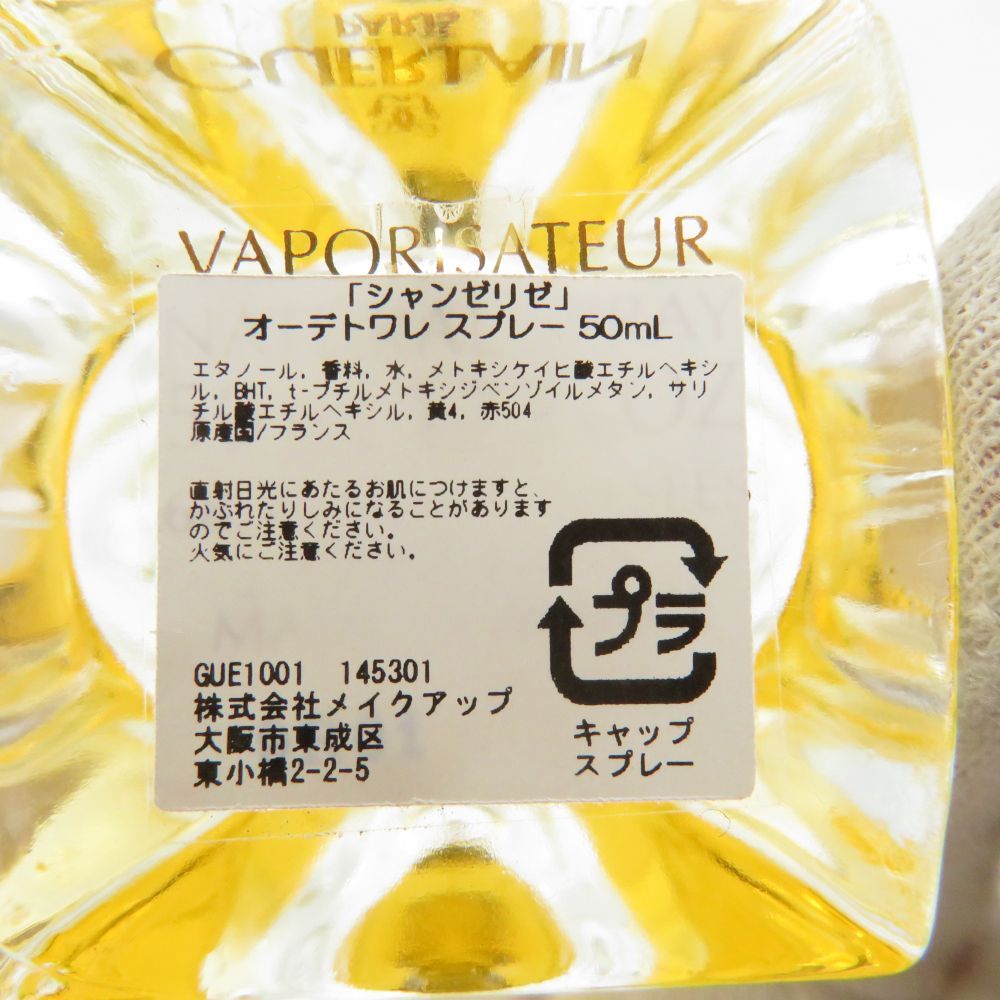 PARIS
GUERLAIN
VAPORISATEUR
「シャンゼリゼ」
オーデトワレ スプレー 50mL
エタノール, 香料, 水, メトキシケイヒ酸エチルヘキシ
ル, BHT, t-ブチルメトキシジベンゾイルメタン, サリ
チル酸エチルヘキシル, 黄4, 赤504
原産国/フランス
直射日光にあたるお肌につけますと、
かぶれたりしみになることがあります
のでご注意ください。
火気にご注意ください。
プラ
GUE1001 145301
株式会社メイクアップ
大阪市東成区
東小橋2-2-5
キャップ
スプレー